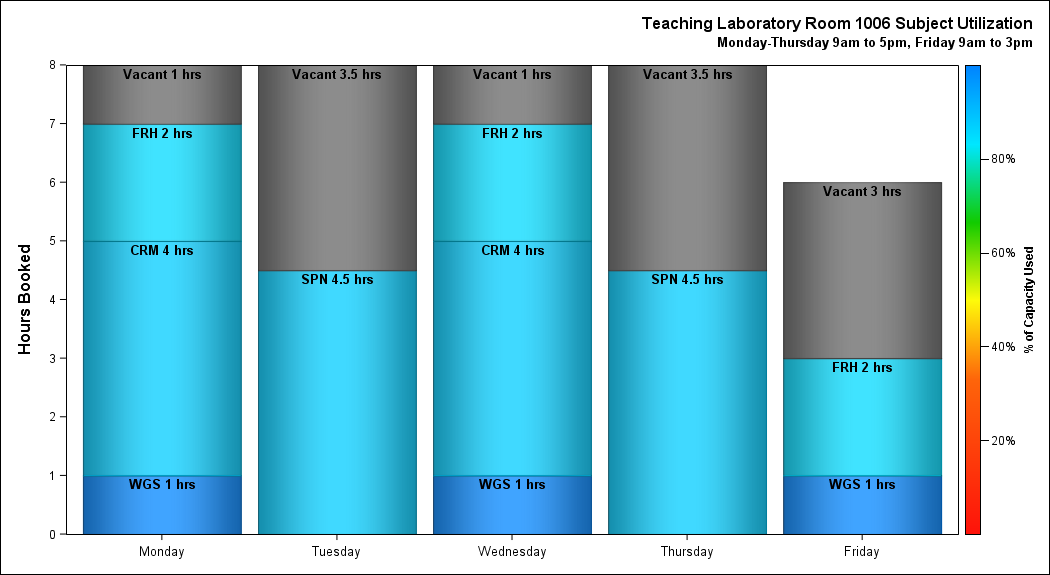 Teaching Laboratory Room 1006 Subject Utilization
Monday-Thursday 9am to 5pm, Friday 9am to 3pm
Hours Booked
8
7
6
5
4
3
2
1
0
Vacant 1 hrs
FRH 2 hrs
CRM 4 hrs
WGS 1 hrs
Vacant 3.5 hrs
SPN 4.5 hrs
Vacant 1 hrs
FRH 2 hrs
CRM 4 hrs
WGS 1 hrs
Vacant 3.5 hrs
SPN 4.5 hrs
Vacant 3 hrs
FRH 2 hrs
WGS 1 hrs
Monday
Tuesday
Wednesday
Thursday
Friday
80%
60%
40%
20%
% of Capacity Used